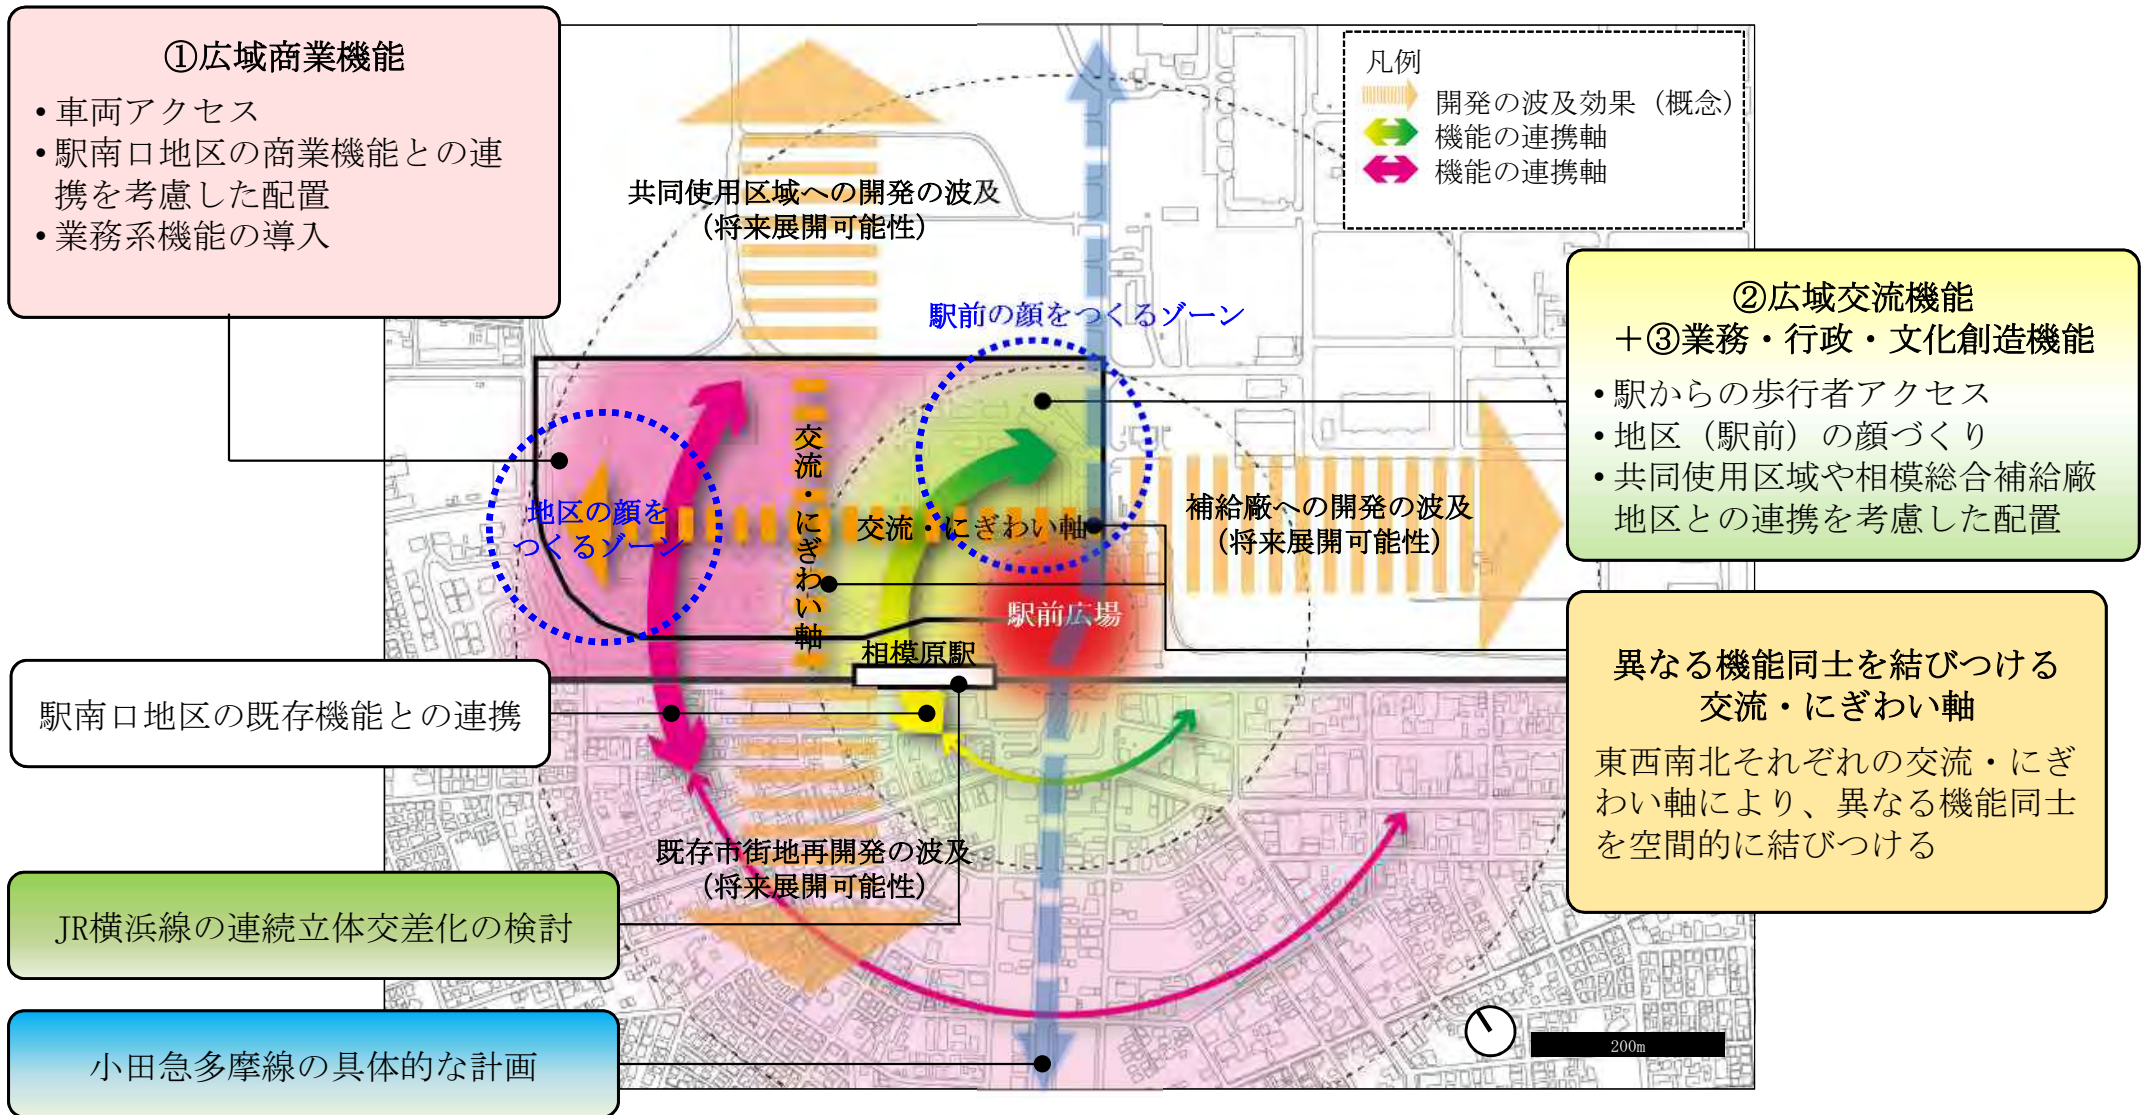 ①広域商業機能
•車両アクセス
•駅南口地区の商業機能との連
携を考慮した配置
•業務系機能の導入
凡例
開発の波及効果（概念）
機能の連携軸
機能の連携軸
共同使用区域への開発の波及
（将来展開可能性）
駅前の顔をつくるゾーン
②広域交流機能
＋③業務・行政・文化創造機能
•駅からの歩行者アクセス
•地区（駅前）の顔づくり
•共同使用区域や相模総合補給廠
地区との連携を考慮した配置
交流・にぎわい軸
地区の顔を
つくるゾーン
交流・にぎわい軸
補給廠への開発の波及
（将来展開可能性）
駅前広場
相模原駅
異なる機能同士を結びつける
交流・にぎわい軸
東西南北それぞれの交流・にぎ
わい軸により、異なる機能同士
を空間的に結びつける
駅南口地区の既存機能との連携
既存市街地再開発の波及
（将来展開可能性）
JR横浜線の連続立体交差化の検討
小田急多摩線の具体的な計画
200m